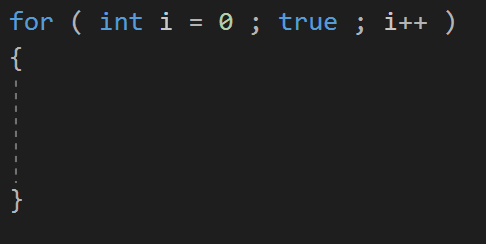 for ( int i = 0 ; true ; i++ )
{
}